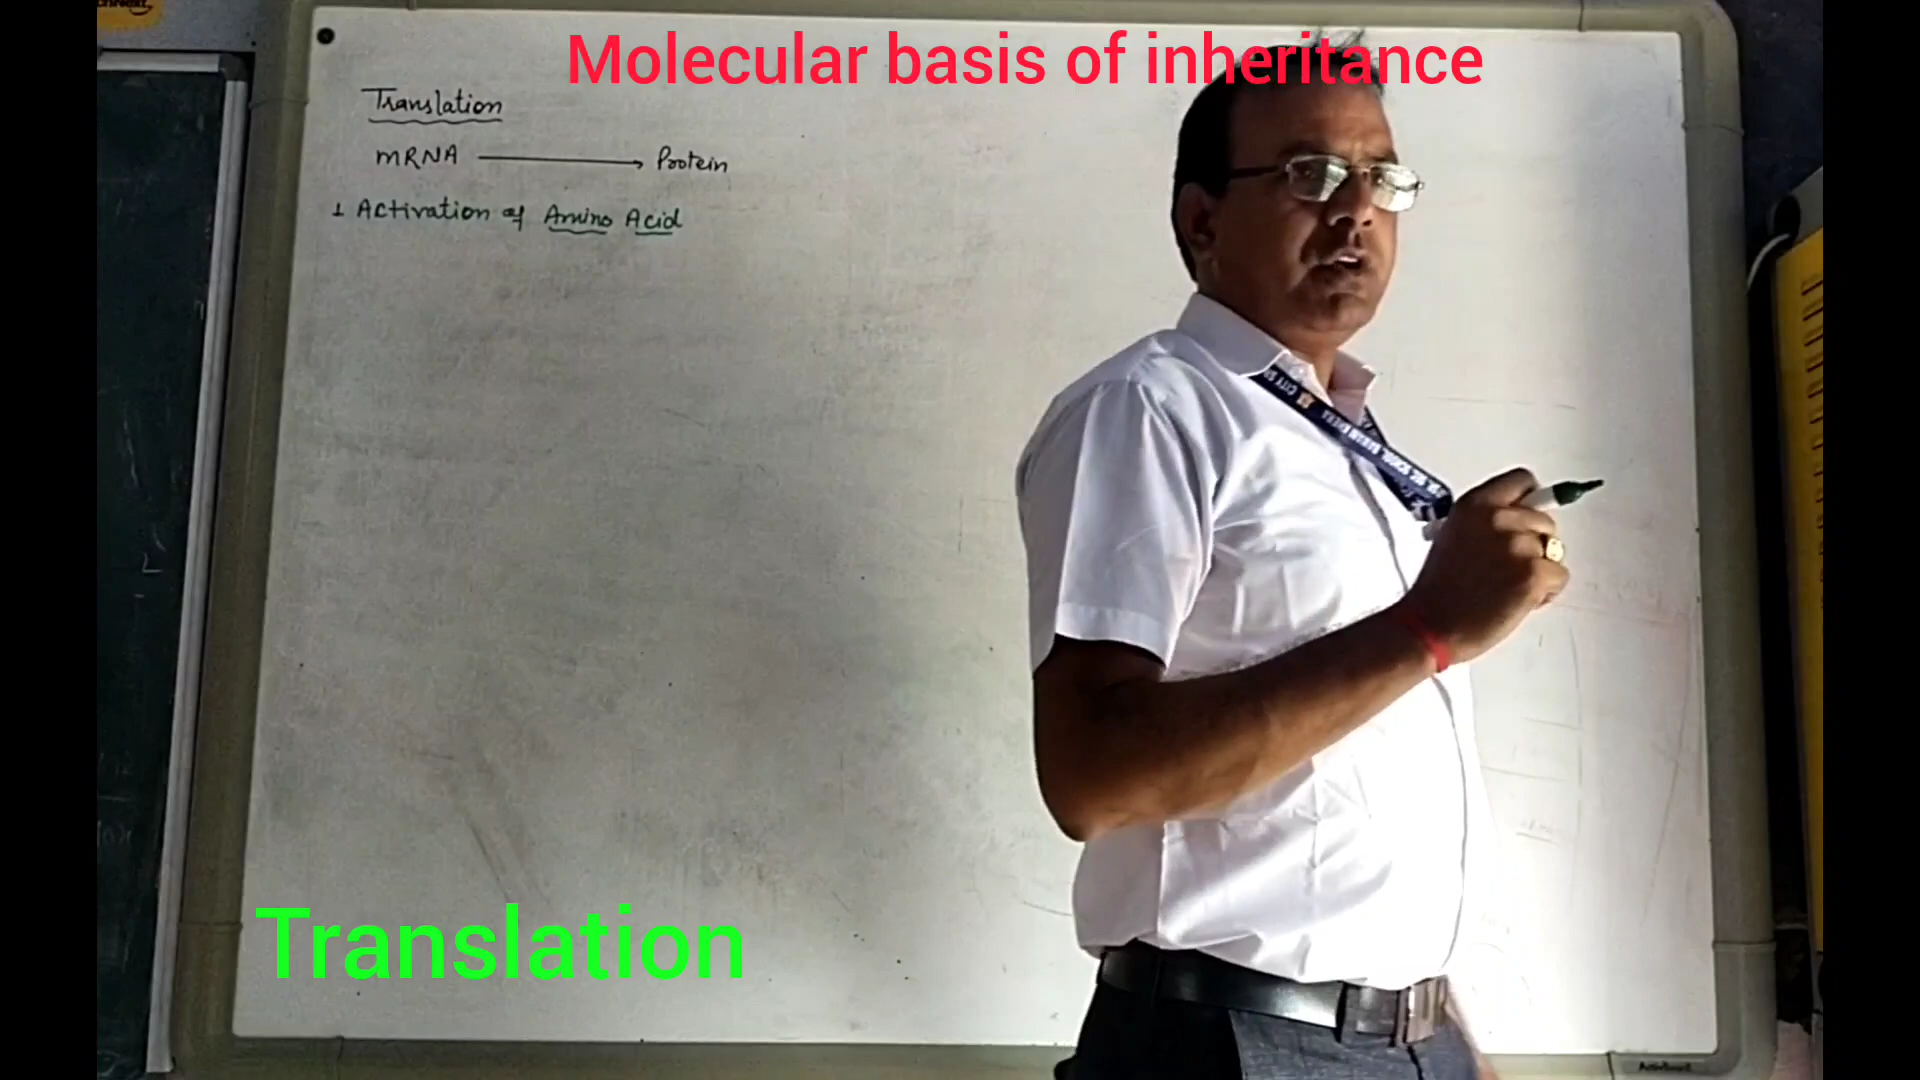 Molecular basis of inheritance
Translation
mRNA → Protein
1 Activation of Amino Acid
Translation